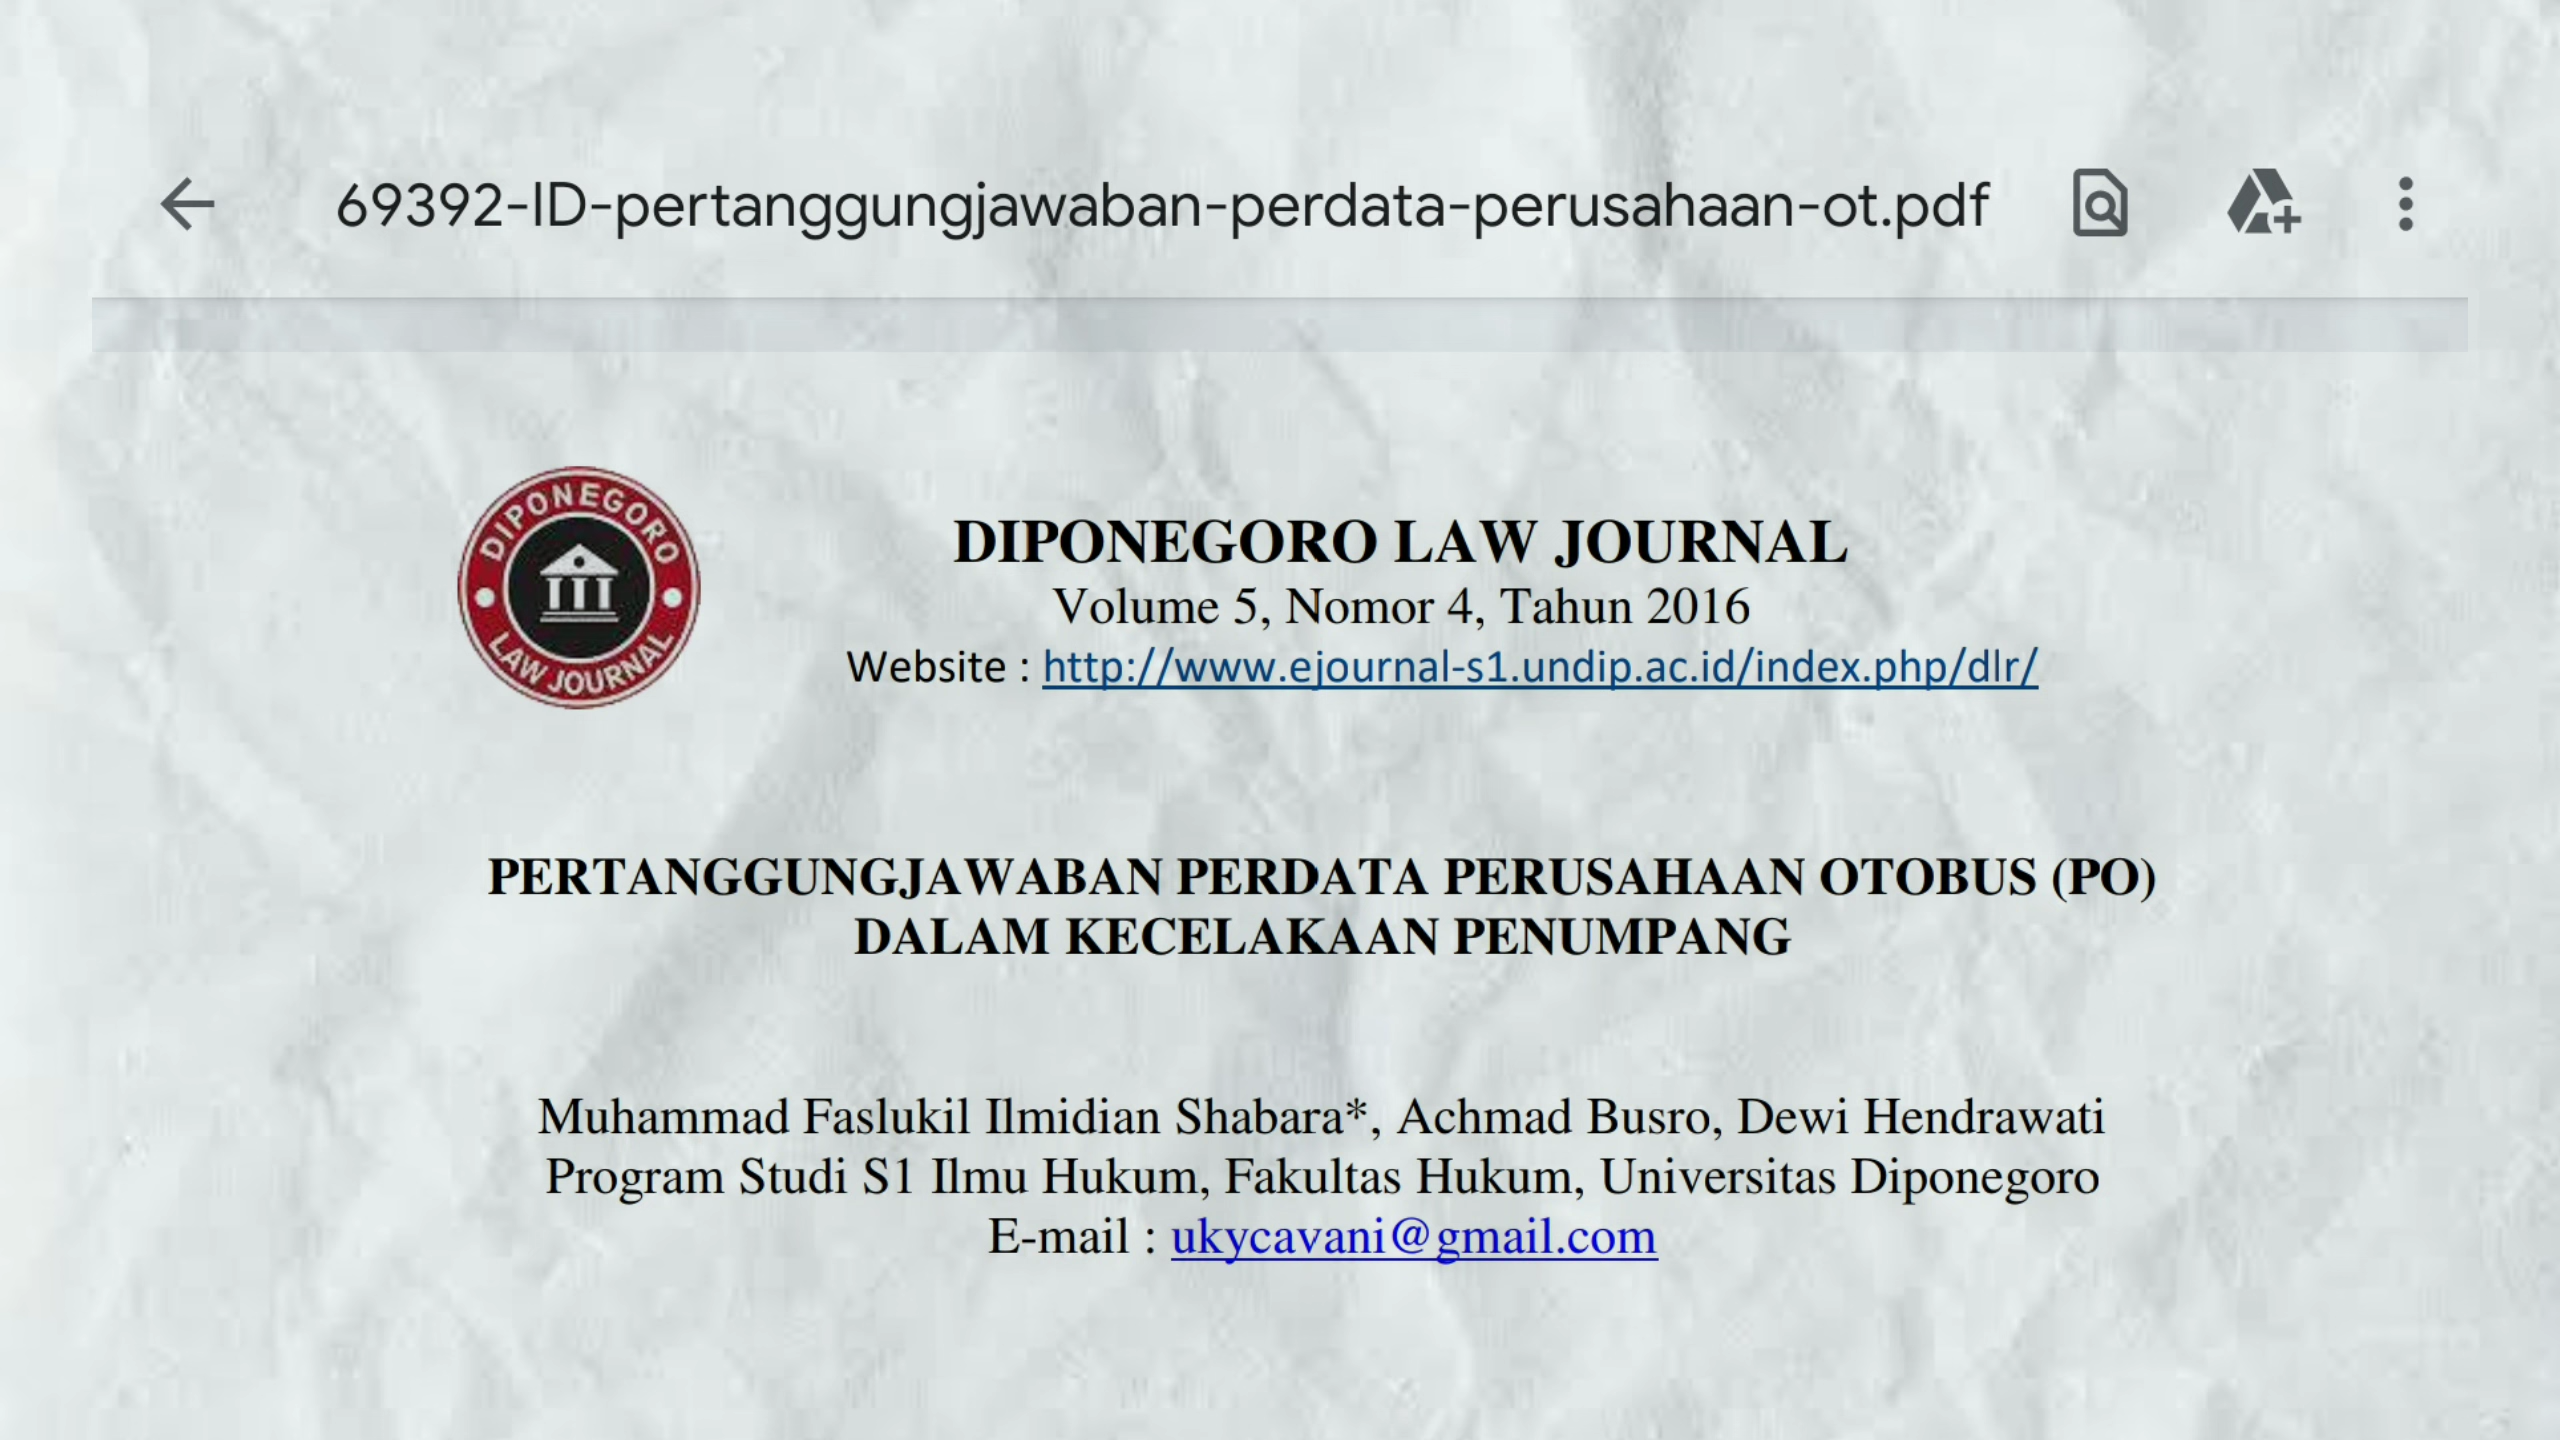 69392-ID-pertanggungjawaban-perdata-perusahaan-ot.pdf
DIPONEGORO
LAW JOURNAL
DIPONEGORO LAW JOURNAL
Volume 5, Nomor 4, Tahun 2016
Website : http://www.ejournal-s1.undip.ac.id/index.php/dlr/
PERTANGGUNGJAWABAN PERDATA PERUSAHAAN OTOBUS (PO)
DALAM KECELAKAAN PENUMPANG
Muhammad Faslukil Ilmidian Shabara*, Achmad Busro, Dewi Hendrawati
Program Studi S1 Ilmu Hukum, Fakultas Hukum, Universitas Diponegoro
E-mail : ukycavani@gmail.com